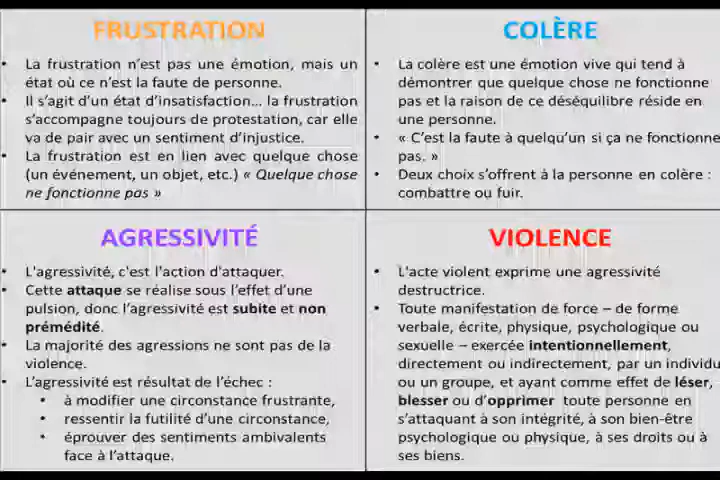 FRUSTRATION
• La frustration n'est pas une émotion, mais un
état où ce n'est la faute de personne.
• Il s'agit d'un état d'insatisfaction... la frustration
s'accompagne toujours de protestation, car elle
va de pair avec un sentiment d'injustice.
• La frustration est en lien avec quelque chose
(un événement, un objet, etc.) « Quelque chose
ne fonctionne pas »
COLÈRE
• La colère est une émotion vive qui tend à
démontrer que quelque chose ne fonctionne
pas et la raison de ce déséquilibre réside en
une personne.
• « C'est la faute à quelqu'un si ça ne fonctionne
pas. »
• Deux choix s'offrent à la personne en colère :
combattre ou fuir.
AGRESSIVITÉ
• L'agressivité, c'est l'action d'attaquer.
• Cette attaque se réalise sous l'effet d'une
pulsion, donc l'agressivité est subite et non
prémédité.
• La majorité des agressions ne sont pas de la
violence.
• L'agressivité est résultat de l'échec :
• à modifier une circonstance frustrante,
• ressentir la futilité d'une circonstance,
• éprouver des sentiments ambivalents
face à l'attaque.
VIOLENCE
• L'acte violent exprime une agressivité
destructrice.
• Toute manifestation de force – de forme
verbale, écrite, physique, psychologique ou
sexuelle – exercée intentionnellement,
directement ou indirectement, par un individu
ou un groupe, et ayant comme effet de léser,
blesser ou d'opprimer toute personne en
s'attaquant à son intégrité, à son bien-être
psychologique ou physique, à ses droits ou à
ses biens.